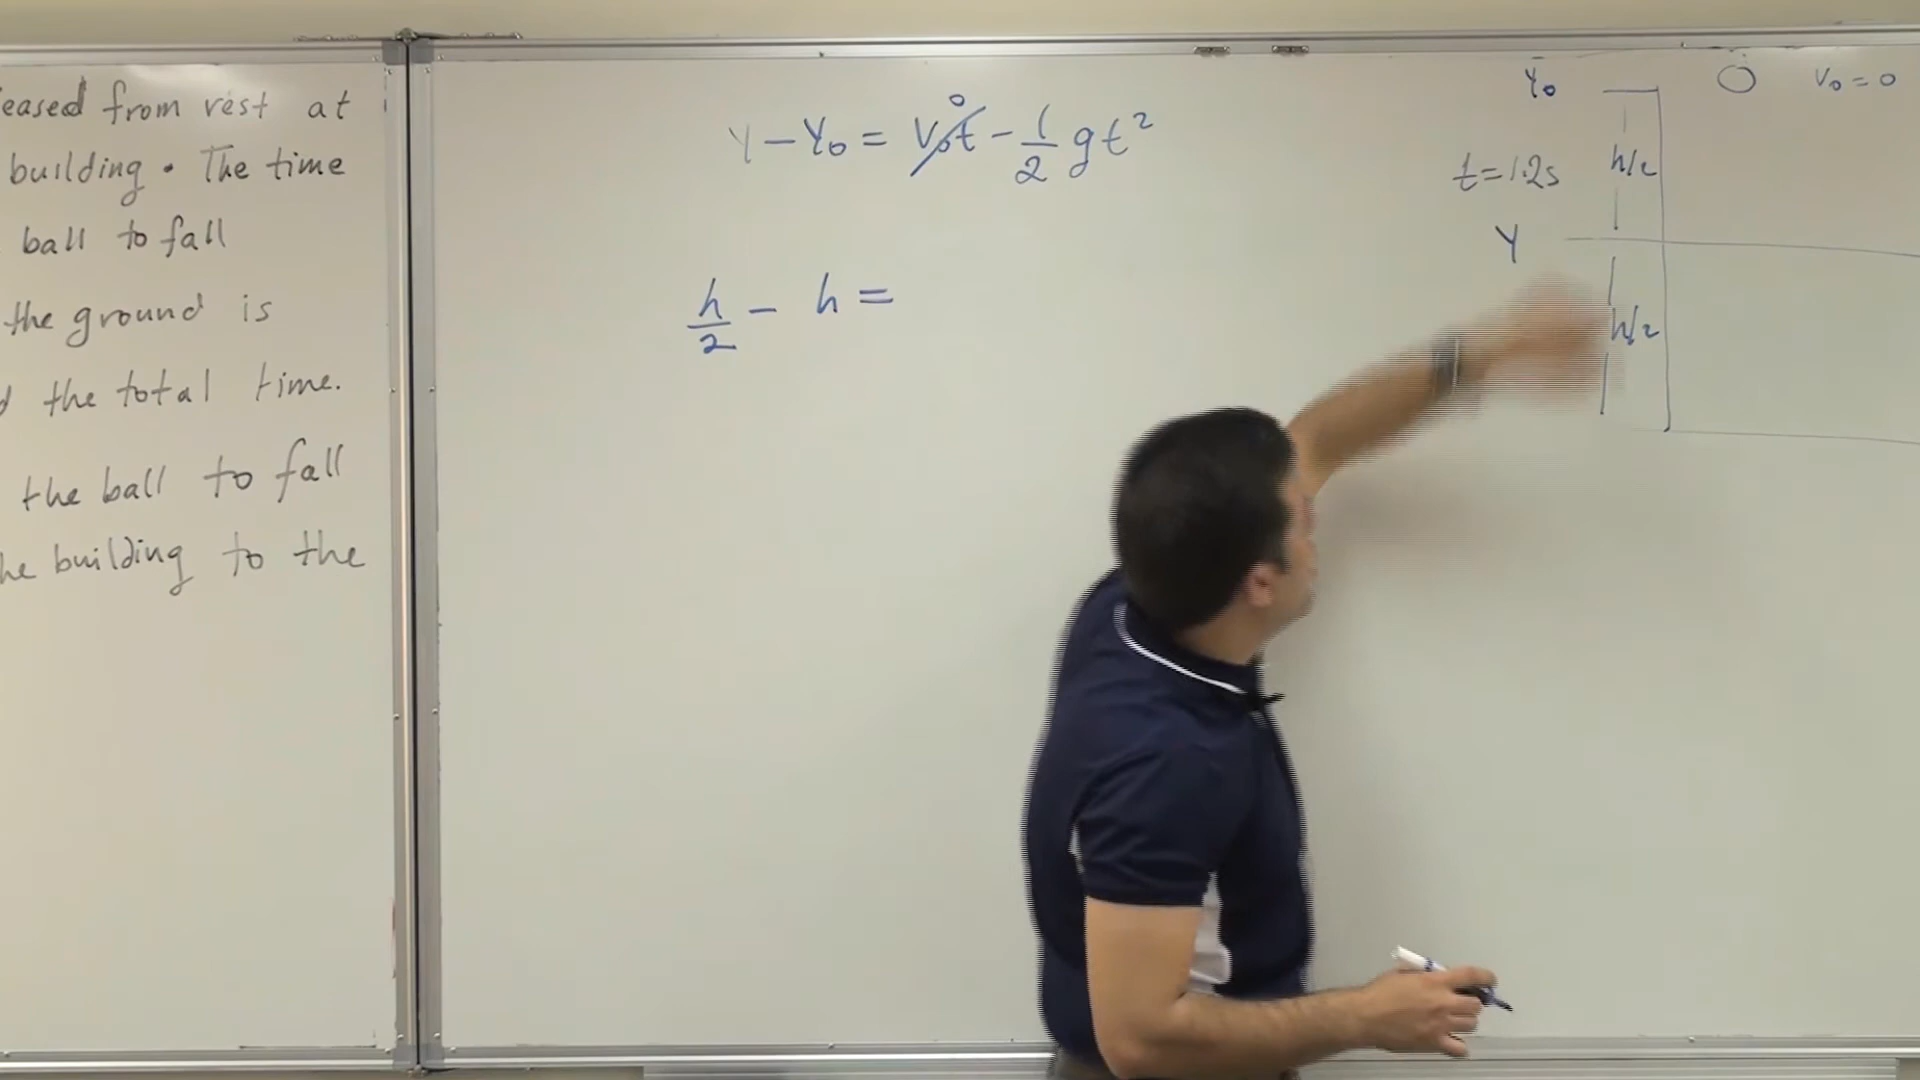 eased from rest at
building. The time
ball to fall
the ground is
the total time.
the ball to fall
he building to the
Y - Y₀ = V₀t - 1/2 gt²
0
h/2 - h =
Y₀
V₀ = 0
t = 1.2s
h/2
Y
h/2